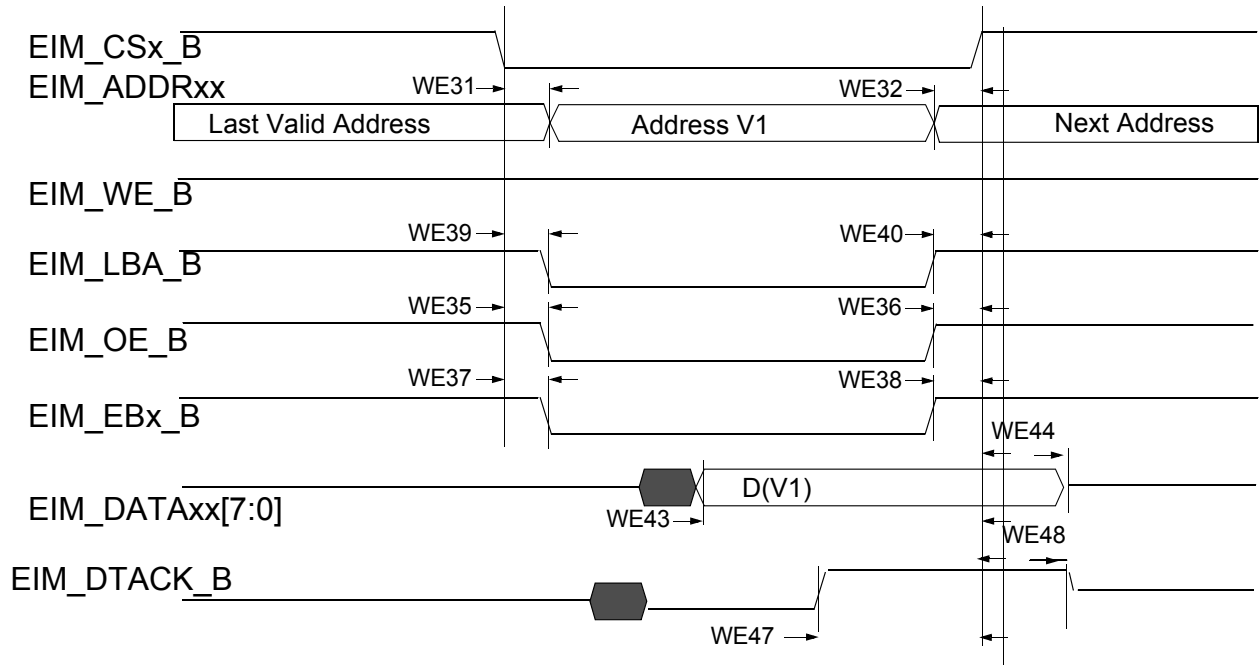 EIM_CSx_B
EIM_ADDRxx
WE31
WE32
Last Valid Address
Address V1
Next Address
EIM_WE_B
WE39
WE40
EIM_LBA_B
WE35
WE36
EIM_OE_B
WE37
WE38
EIM_EBx_B
WE44
D(V1)
EIM_DATAxx[7:0]
WE43
WE48
EIM_DTACK_B
WE47